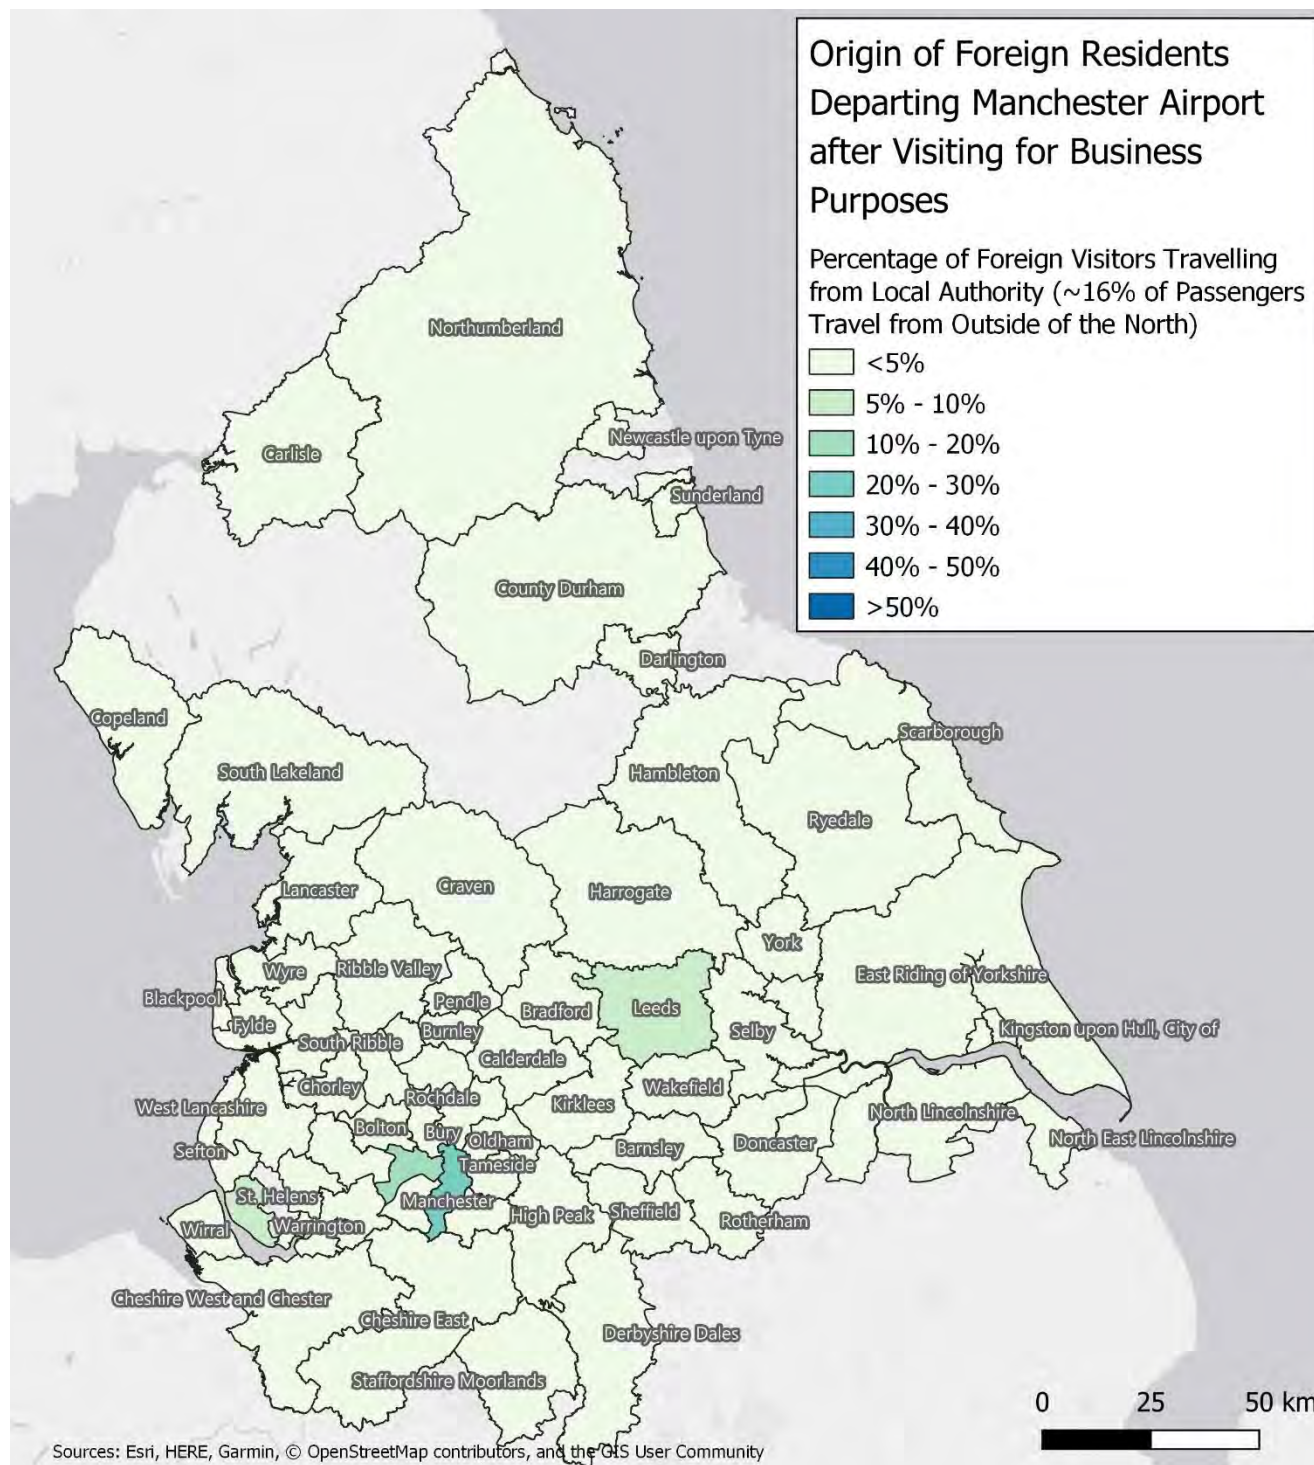 Origin of Foreign Residents
Departing Manchester Airport
after Visiting for Business
Purposes
Percentage of Foreign Visitors Travelling
from Local Authority (~16% of Passengers
Travel from Outside of the North)
<5%
5% - 10%
10% - 20%
20% - 30%
30% - 40%
40% - 50%
>50%
Northumberland
Newcastle upon Tyne
Carlisle
Sunderland
County Durham
Darlington
Copeland
Scarborough
South Lakeland
Hambleton
Ryedale
Lancaster
Craven
Harrogate
York
Wyre
Ribble Valley
East Riding of Yorkshire
Blackpool
Pendle
Bradford
Leeds
Fylde
Burnley
Selby
Kingston upon Hull, City of
South Ribble
Calderdale
Chorley
Wakefield
Rochdale
West Lancashire
Kirklees
North Lincolnshire
Bolton
Bury
Oldham
Barnsley
Doncaster
North East Lincolnshire
Sefton
Tameside
St. Helens
Manchester
High Peak
Sheffield
Rotherham
Wirral
Warrington
Cheshire West and Chester
Cheshire East
Derbyshire Dales
Staffordshire Moorlands
0 25 50 km
Sources: Esri, HERE, Garmin, © OpenStreetMap contributors, and the GIS User Community